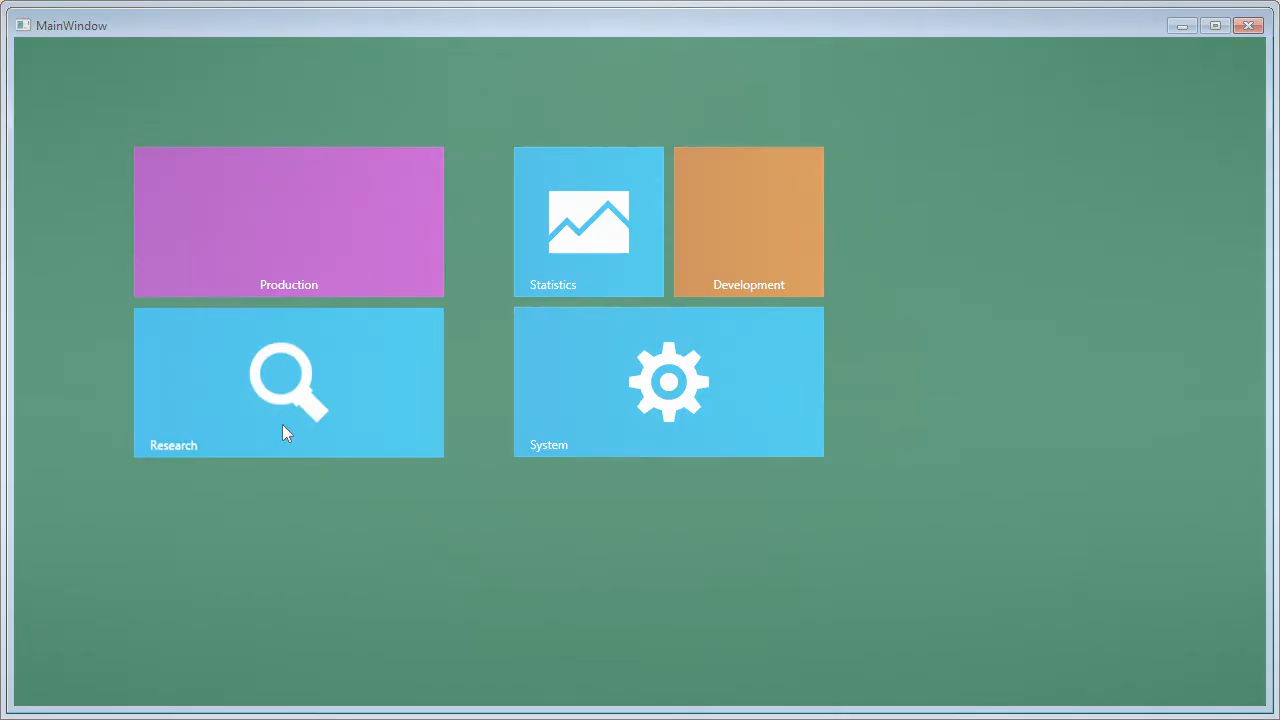 MainWindow
Production
Statistics
Development
Research
System